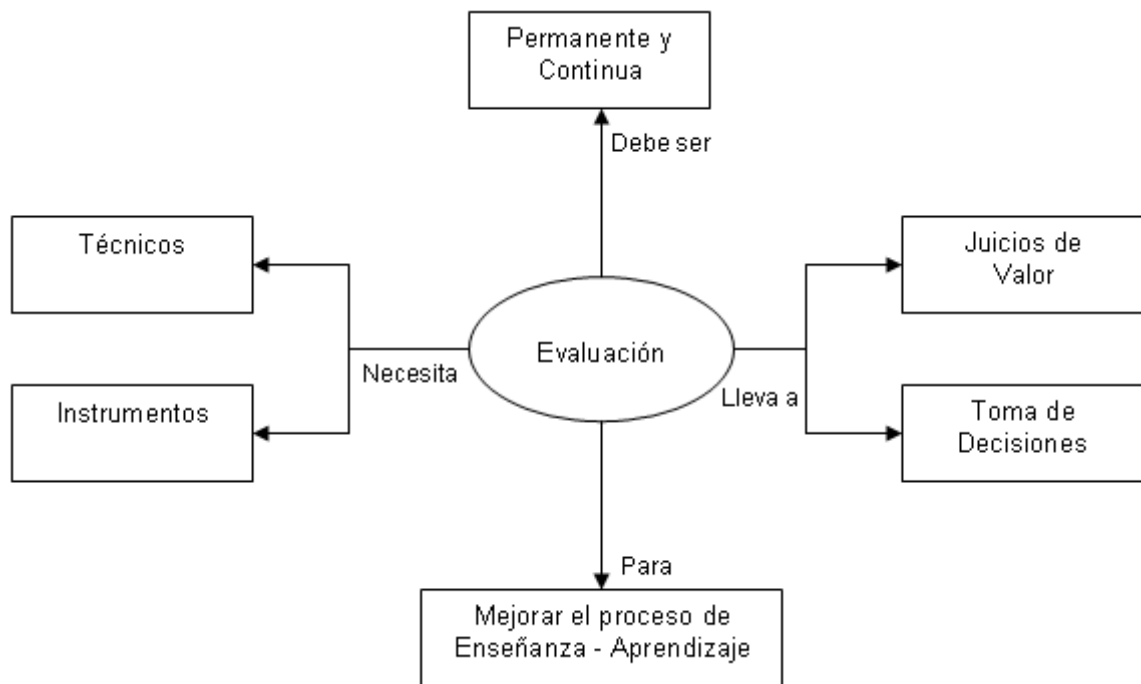 Permanente y
Continua
Debe ser
Técnicos
Juicios de
Valor
Evaluación
Necesita
Lleva a
Instrumentos
Toma de
Decisiones
Para
Mejorar el proceso de
Enseñanza - Aprendizaje